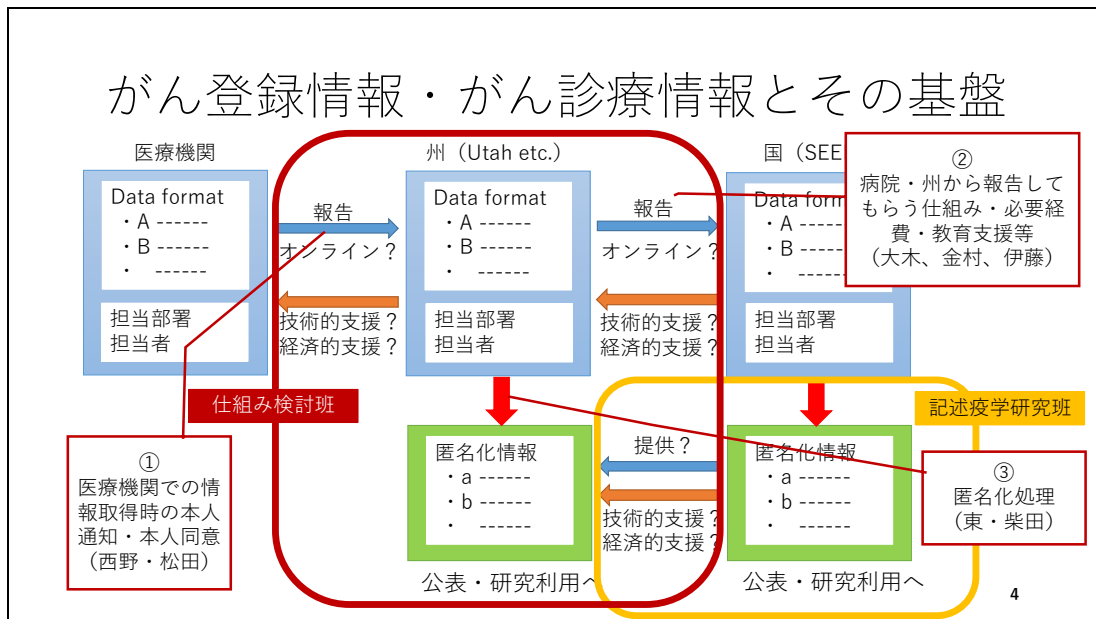 がん登録情報・がん診療情報とその基盤
医療機関
Data format
・A ------
・B ------
・ ------
担当部署
担当者
報告
オンライン？
技術的支援？
経済的支援？
州（Utah etc.）
Data format
・A ------
・B ------
・ ------
担当部署
担当者
報告
オンライン？
技術的支援？
経済的支援？
国（SEE
Data form
・A ------
・B ------
・ ------
担当部署
担当者
②
病院・州から報告して
もらう仕組み・必要経
費・教育支援等
（大木、金村、伊藤）
仕組み検討班
記述疫学研究班
①
医療機関での情
報取得時の本人
通知・本人同意
（西野・松田）
匿名化情報
・a ------
・b ------
・ ------
提供？
技術的支援？
経済的支援？
匿名化情報
・a ------
・b ------
・ ------
③
匿名化処理
（東・柴田）
公表・研究利用へ
公表・研究利用へ
4